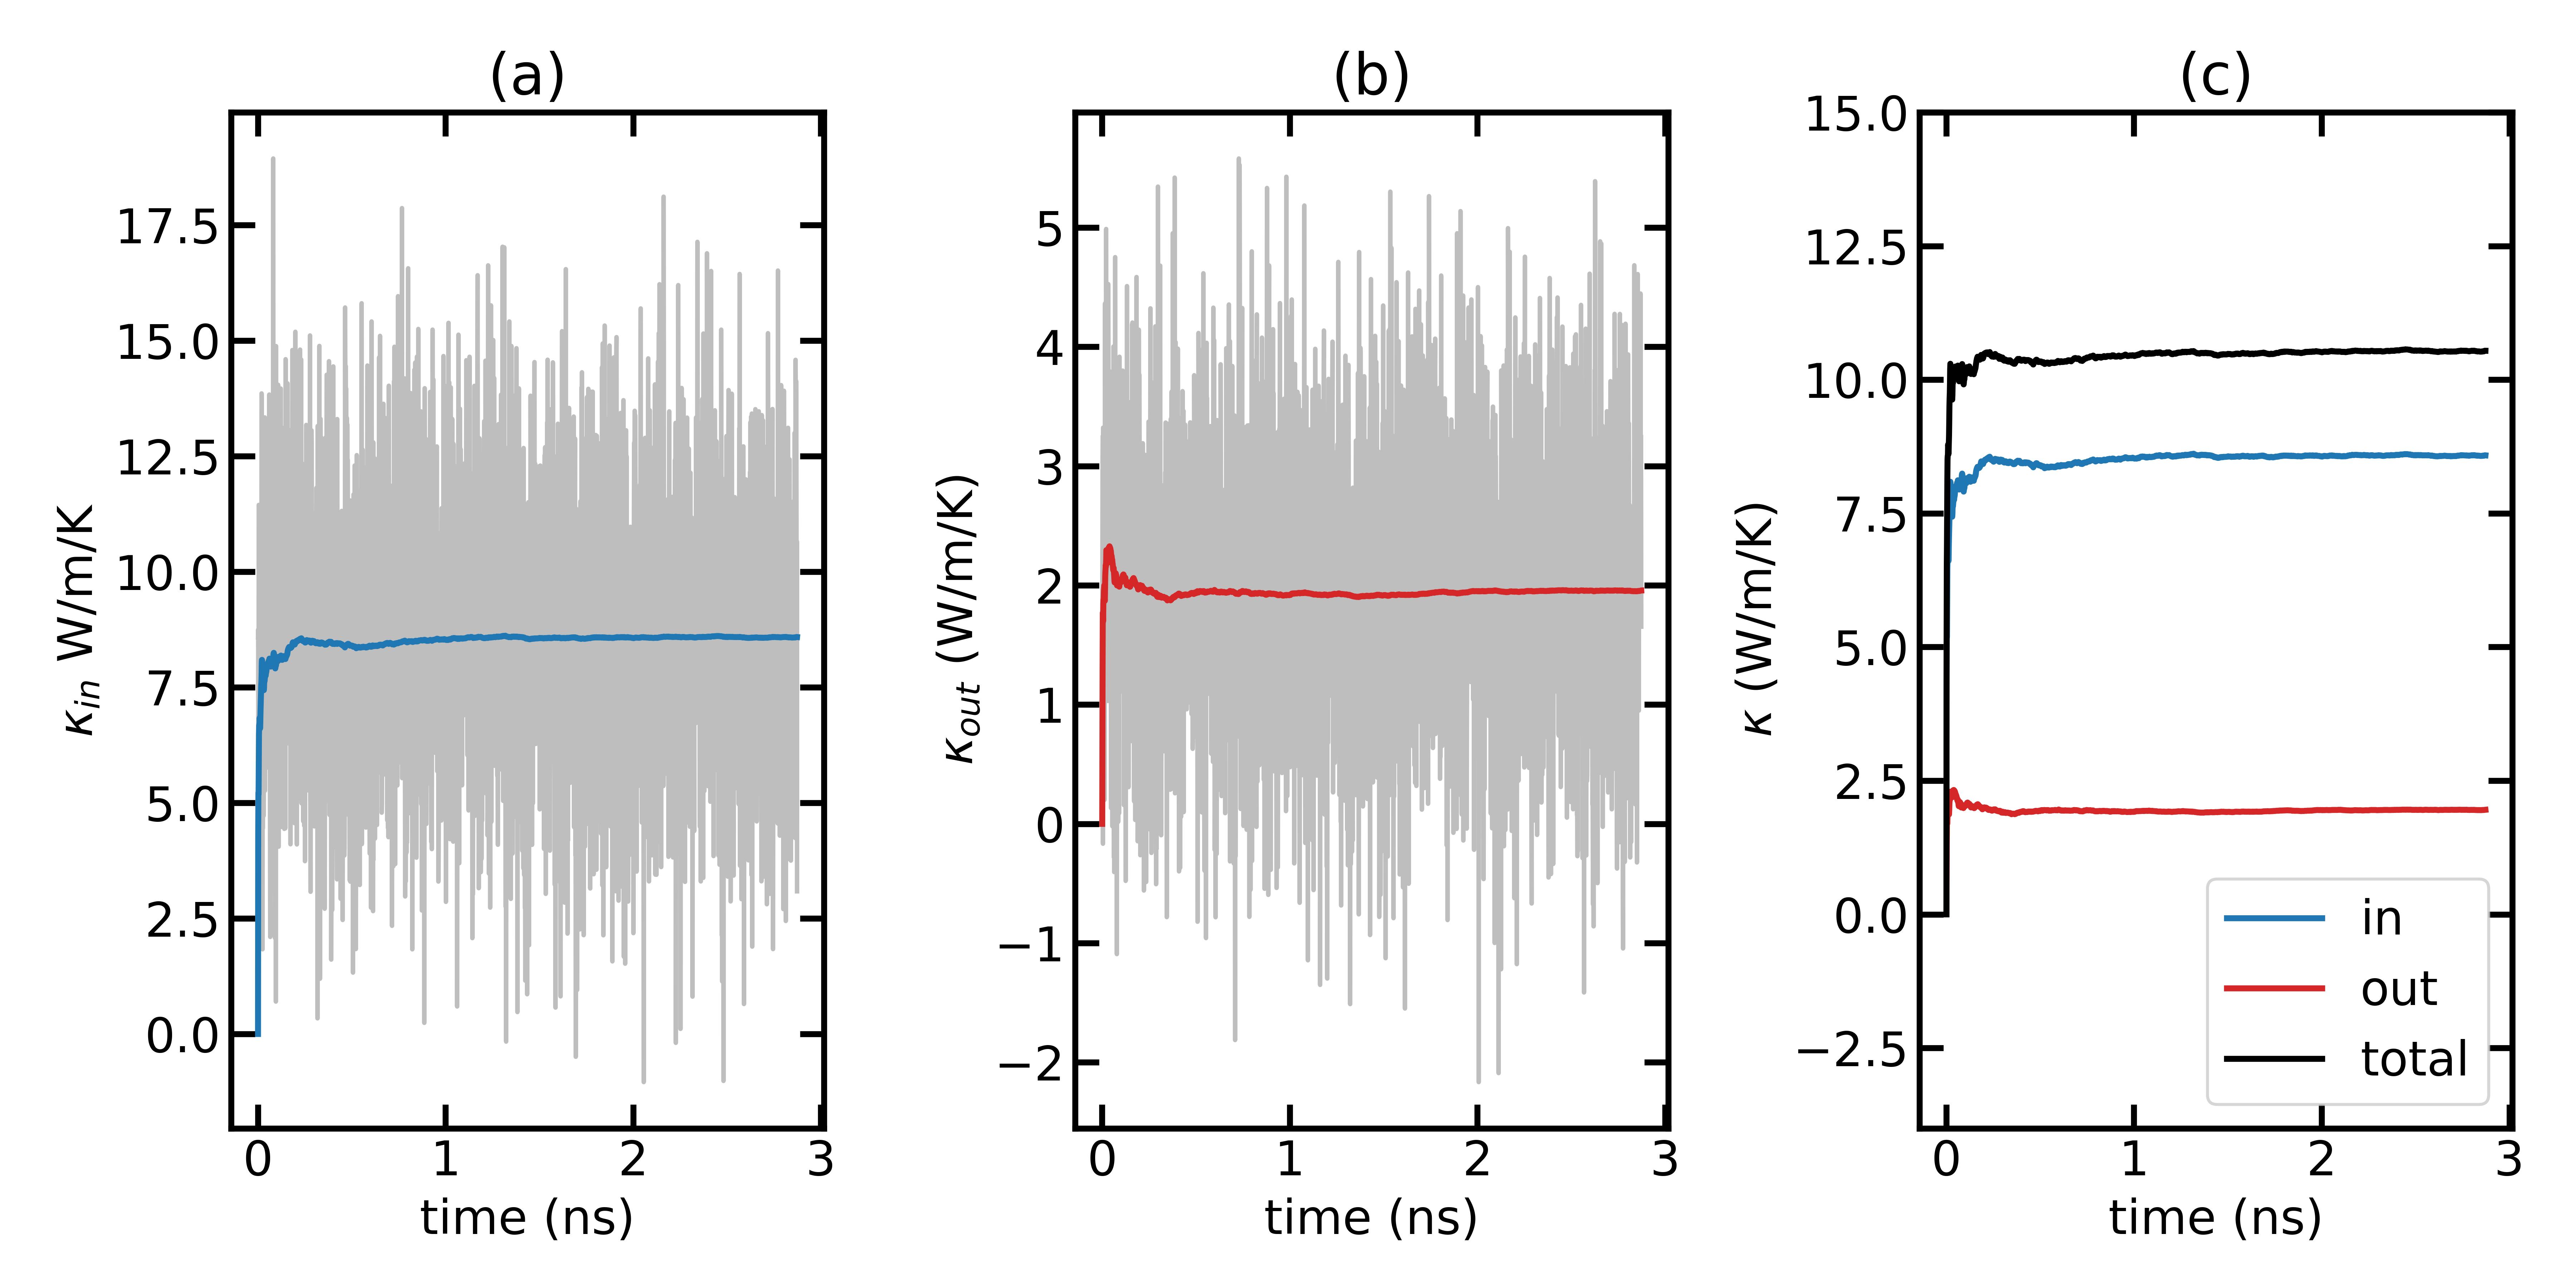 (a)
κin W/m/K
17.5
15.0
12.5
10.0
7.5
5.0
2.5
0.0
0 1 2 3
time (ns)
(b)
κout (W/m/K)
5
4
3
2
1
0
−1
−2
0 1 2 3
time (ns)
(c)
κ (W/m/K)
15.0
12.5
10.0
7.5
5.0
2.5
0.0
−2.5
in
out
total
0 1 2 3
time (ns)